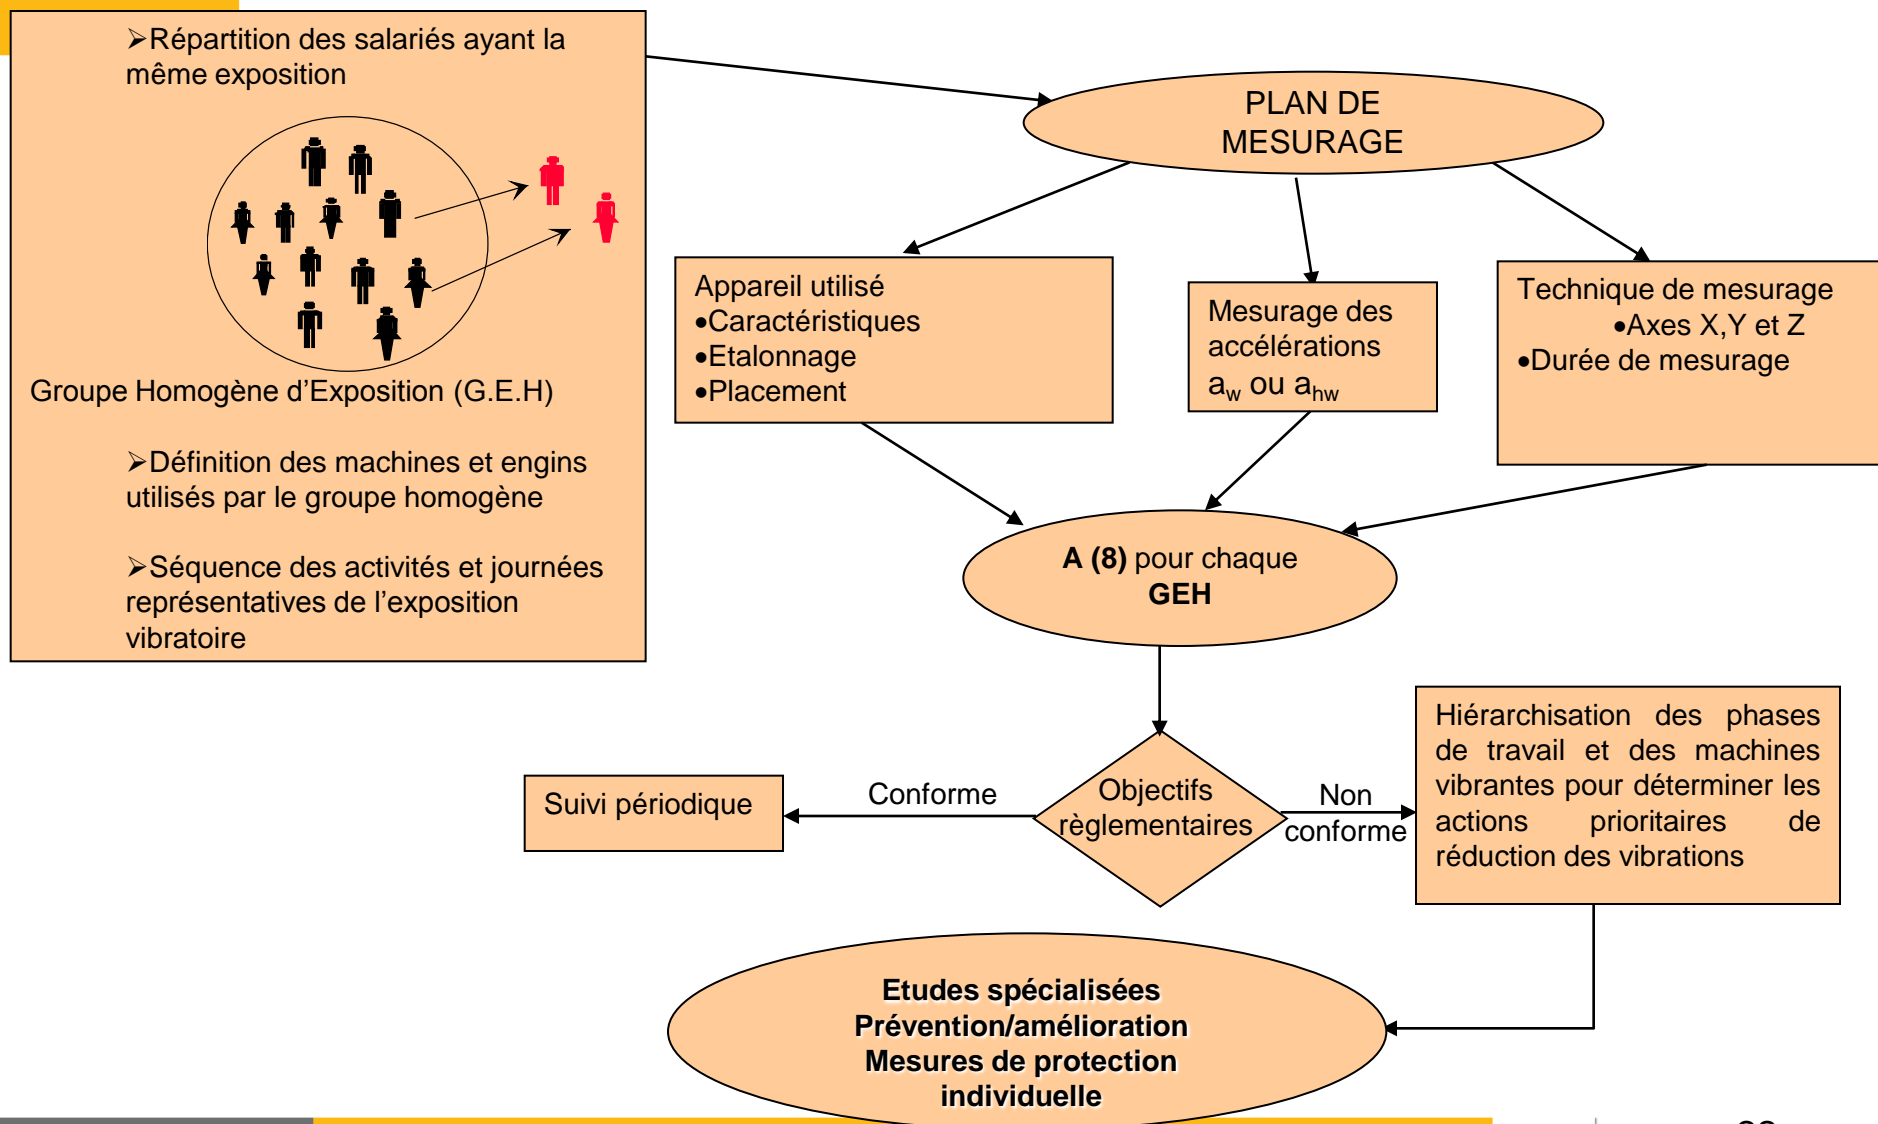 ➢Répartition des salariés ayant la
même exposition
Groupe Homogène d'Exposition (G.E.H)
➢Définition des machines et engins
utilisés par le groupe homogène
➢Séquence des activités et journées
représentatives de l'exposition
vibratoire
PLAN DE
MESURAGE
Appareil utilisé
•Caractéristiques
•Etalonnage
•Placement
Mesurage des
accélérations
aw ou ahw
Technique de mesurage
•Axes X,Y et Z
•Durée de mesurage
A (8) pour chaque
GEH
Objectifs
règlementaires
Conforme
Suivi périodique
Non
conforme
Hiérarchisation des phases
de travail et des machines
vibrantes pour déterminer les
actions prioritaires de
réduction des vibrations
Etudes spécialisées
Prévention/amélioration
Mesures de protection
individuelle